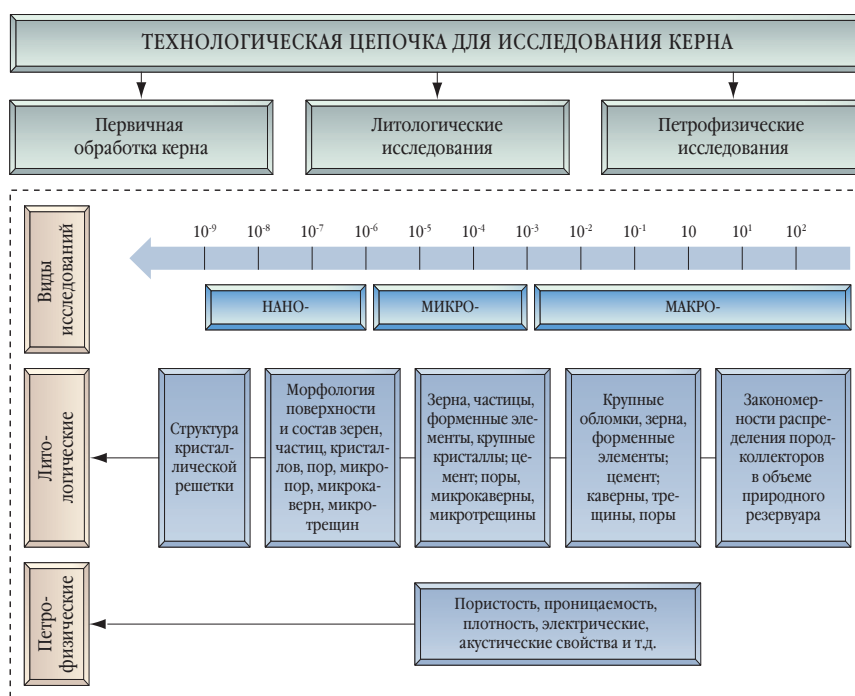 ТЕХНОЛОГИЧЕСКАЯ ЦЕПОЧКА ДЛЯ ИССЛЕДОВАНИЯ КЕРНА
Первичная
обработка керна
Литологические
исследования
Петрофизические
исследования
Виды
исследований
10⁻⁹ 10⁻⁸ 10⁻⁷ 10⁻⁶ 10⁻⁵ 10⁻⁴ 10⁻³ 10⁻² 10⁻¹ 10 10¹ 10²
НАНО- МИКРО- МАКРО-
Лито-
логические
Структура
кристал-
лической
решетки
Морфология
поверхности
и состав зерен,
частиц, кристал-
лов, пор, микро-
пор, микрока-
верн, микро-
трещин
Зерна, частицы,
форменные эле-
менты, крупные
кристаллы; це-
мент; поры,
микрокаверны,
микротрещины
Крупные
обломки, зерна,
форменные
элементы;
цемент;
каверны, тре-
щины, поры
Закономер-
ности распре-
деления пород-
коллекторов
в объеме
природного
резервуара
Петро-
физические
Пористость, проницаемость,
плотность, электрические,
акустические свойства и т.д.